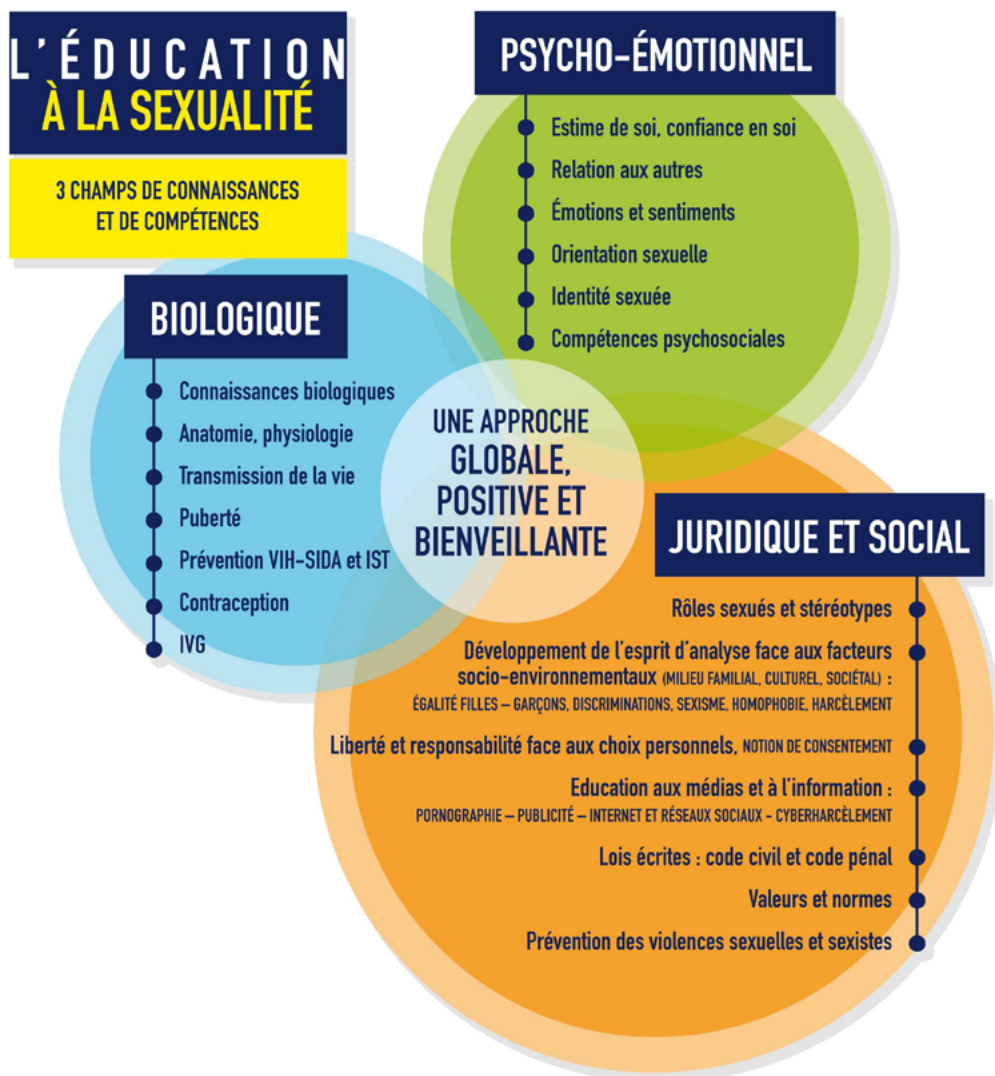 L'ÉDUCATION
À LA SEXUALITÉ
3 CHAMPS DE CONNAISSANCES
ET DE COMPÉTENCES
PSYCHO-ÉMOTIONNEL
Estime de soi, confiance en soi
Relation aux autres
Émotions et sentiments
Orientation sexuelle
Identité sexuée
Compétences psychosociales
BIOLOGIQUE
Connaissances biologiques
Anatomie, physiologie
Transmission de la vie
Puberté
Prévention VIH-SIDA et IST
Contraception
IVG
UNE APPROCHE
GLOBALE,
POSITIVE ET
BIENVEILLANTE
JURIDIQUE ET SOCIAL
Rôles sexués et stéréotypes
Développement de l'esprit d'analyse face aux facteurs
socio-environnementaux (MILIEU FAMILIAL, CULTUREL, SOCIÉTAL) :
ÉGALITÉ FILLES – GARÇONS, DISCRIMINATIONS, SEXISME, HOMOPHOBIE, HARCÈLEMENT
Liberté et responsabilité face aux choix personnels, NOTION DE CONSENTEMENT
Education aux médias et à l'information :
PORNOGRAPHIE – PUBLICITÉ – INTERNET ET RÉSEAUX SOCIAUX - CYBERHARCÈLEMENT
Lois écrites : code civil et code pénal
Valeurs et normes
Prévention des violences sexuelles et sexistes